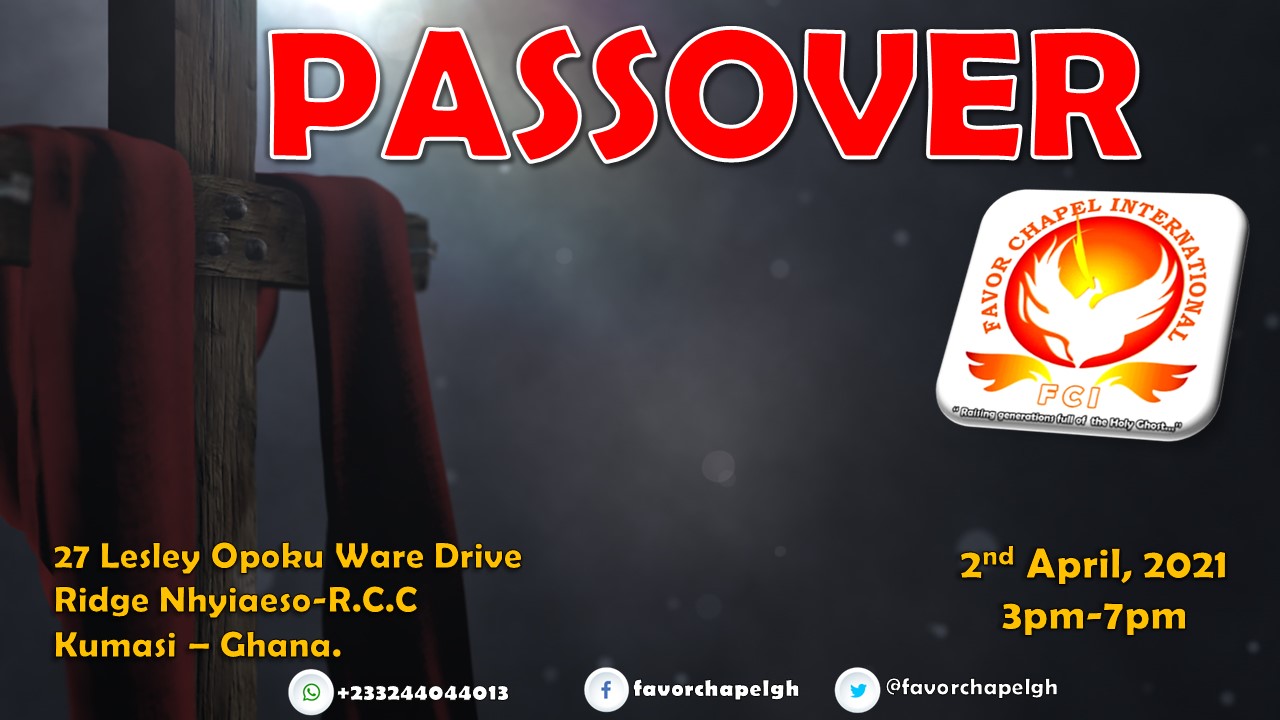 PASSOVER
FAVOR CHAPEL INTERNATIONAL
FCI
"Raising generations full of the Holy Ghost..."
27 Lesley Opoku Ware Drive
Ridge Nhyiaeso-R.C.C
Kumasi – Ghana.
2nd April, 2021
3pm-7pm
+233244044013
favorchapelgh
@favorchapelgh